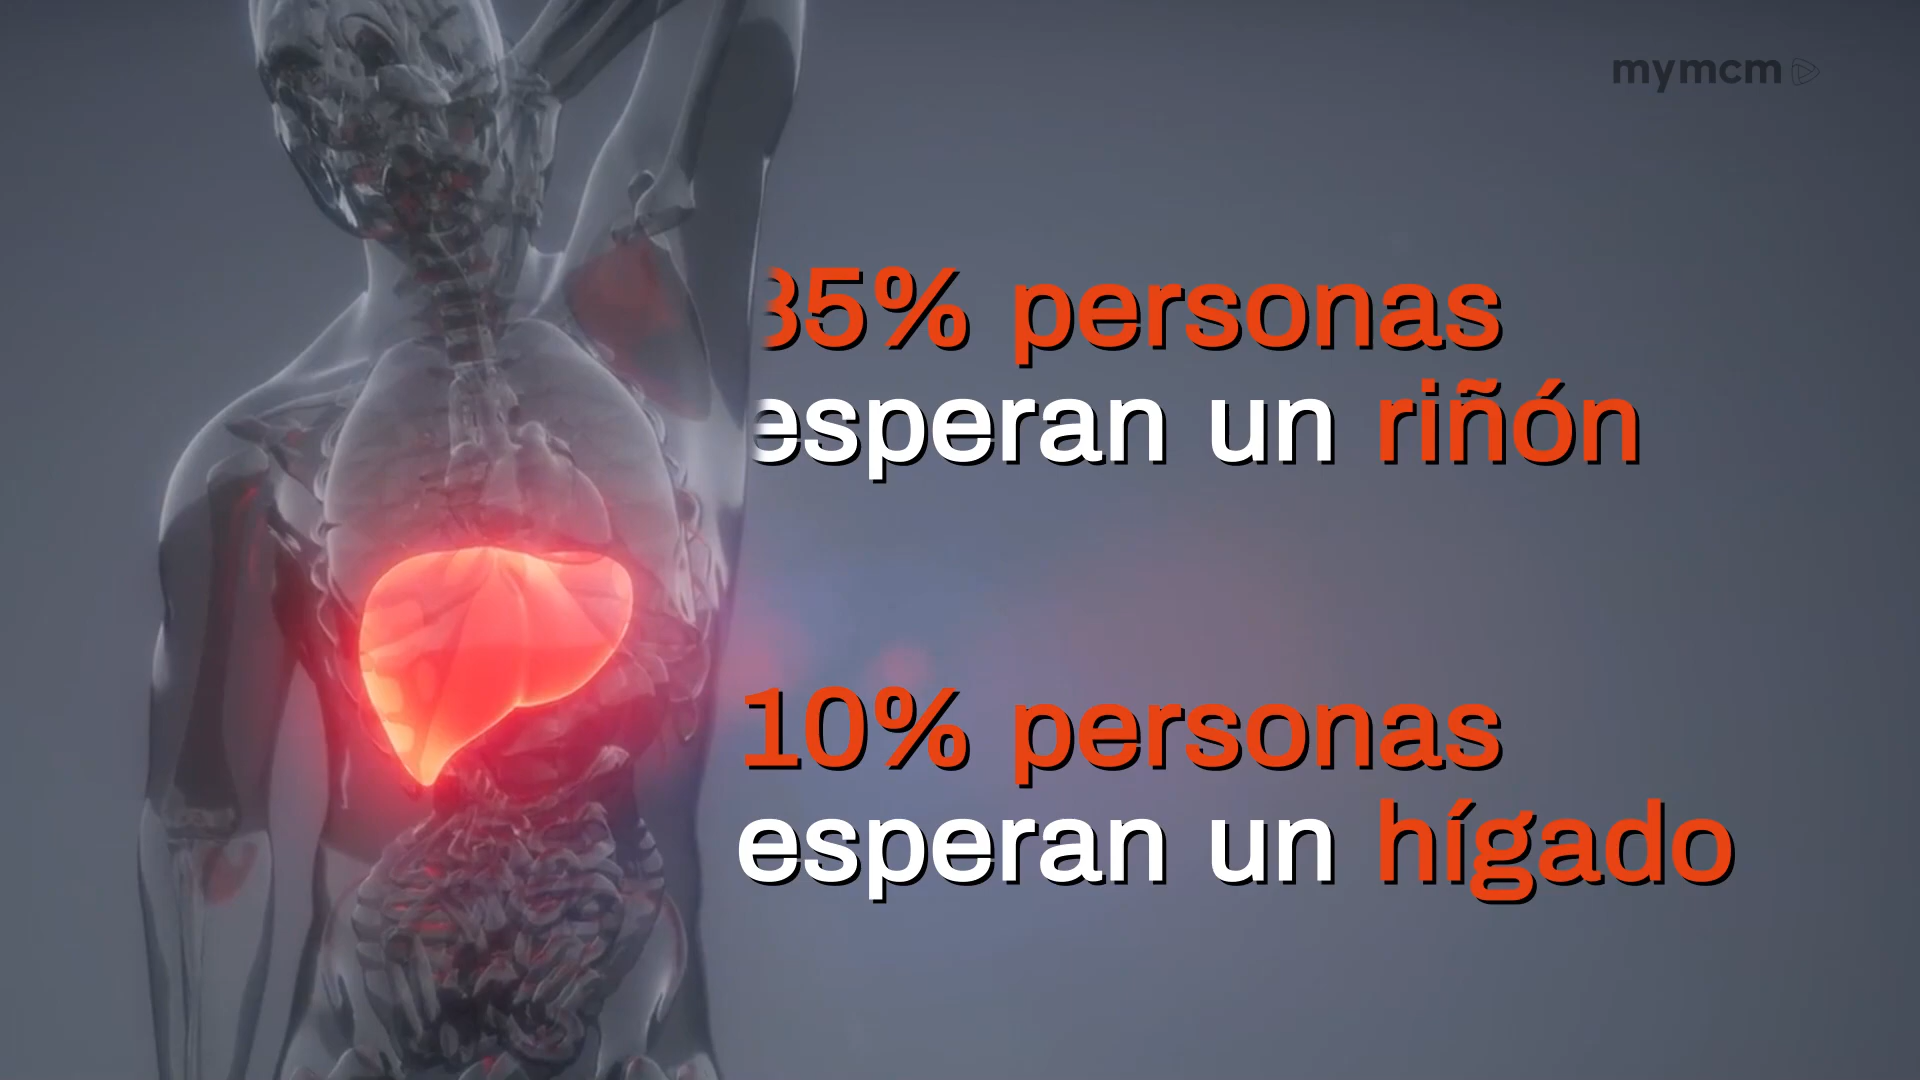 mymcm
5% personas
esperan un riñón
10% personas
esperan un hígado